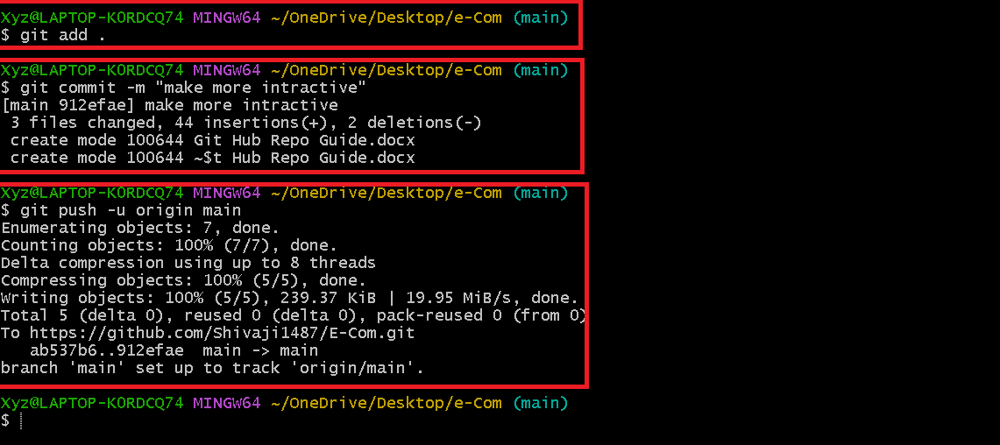 Xyz@LAPTOP-KORDCQ74 MINGW64 ~/OneDrive/Desktop/e-Com (main)
$ git add .
Xyz@LAPTOP-KORDCQ74 MINGW64 ~/OneDrive/Desktop/e-Com (main)
$ git commit -m "make more intractive"
[main 912efae] make more intractive
 3 files changed, 44 insertions(+), 2 deletions(-)
 create mode 100644 Git Hub Repo Guide.docx
 create mode 100644 ~$t Hub Repo Guide.docx
Xyz@LAPTOP-KORDCQ74 MINGW64 ~/OneDrive/Desktop/e-Com (main)
$ git push -u origin main
Enumerating objects: 7, done.
Counting objects: 100% (7/7), done.
Delta compression using up to 8 threads
Compressing objects: 100% (5/5), done.
Writing objects: 100% (5/5), 239.37 KiB | 19.95 MiB/s, done.
Total 5 (delta 0), reused 0 (delta 0), pack-reused 0 (from 0)
To https://github.com/Shivaji1487/E-Com.git
   ab537b6..912efae  main -> main
branch 'main' set up to track 'origin/main'.
Xyz@LAPTOP-KORDCQ74 MINGW64 ~/OneDrive/Desktop/e-Com (main)
$